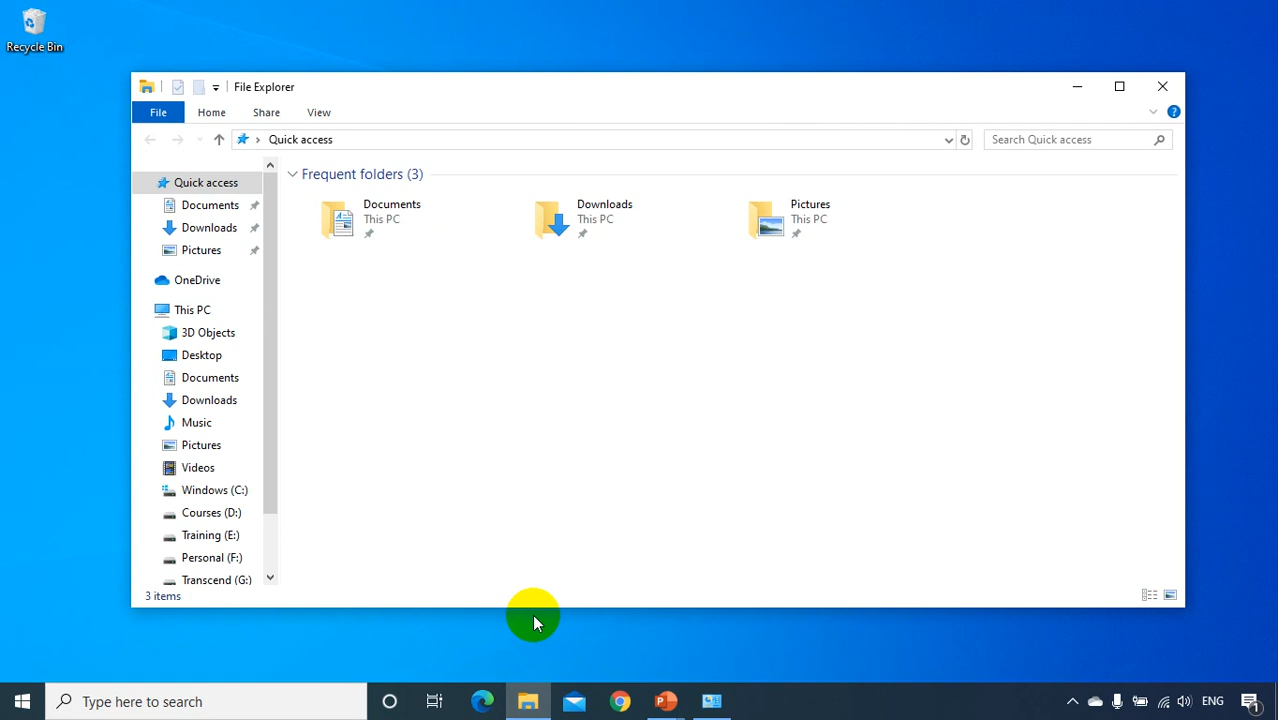 Recycle Bin
File Explorer
File Home Share View
Quick access
Search Quick access
Quick access
Documents
Downloads
Pictures
OneDrive
This PC
3D Objects
Desktop
Documents
Downloads
Music
Pictures
Videos
Windows (C:)
Courses (D:)
Training (E:)
Personal (F:)
Transcend (G:)
Frequent folders (3)
Documents
This PC
Downloads
This PC
Pictures
This PC
3 items
Type here to search
ENG
1